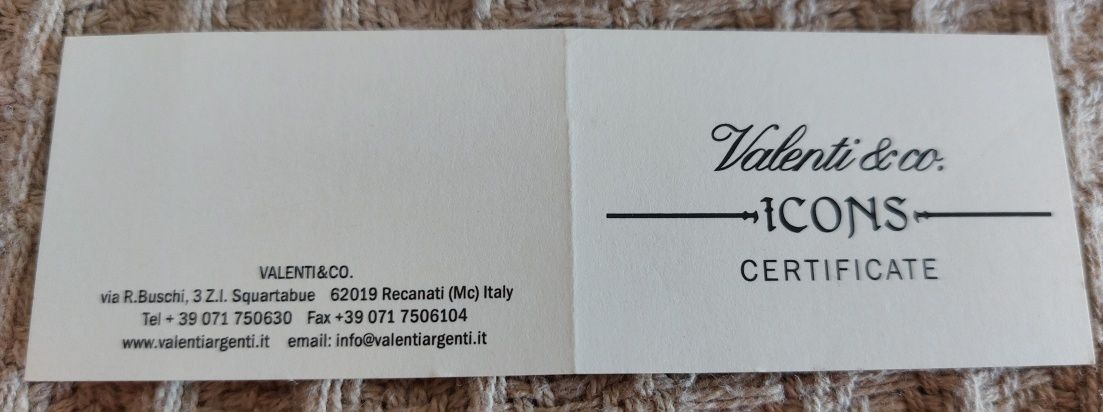 VALENTI&CO.
via R.Buschi, 3 Z.I. Squartabue 62019 Recanati (Mc) Italy
Tel + 39 071 750630 Fax +39 071 7506104
www.valentiargenti.it email: info@valentiargenti.it
Valenti & co.
ICONS
CERTIFICATE